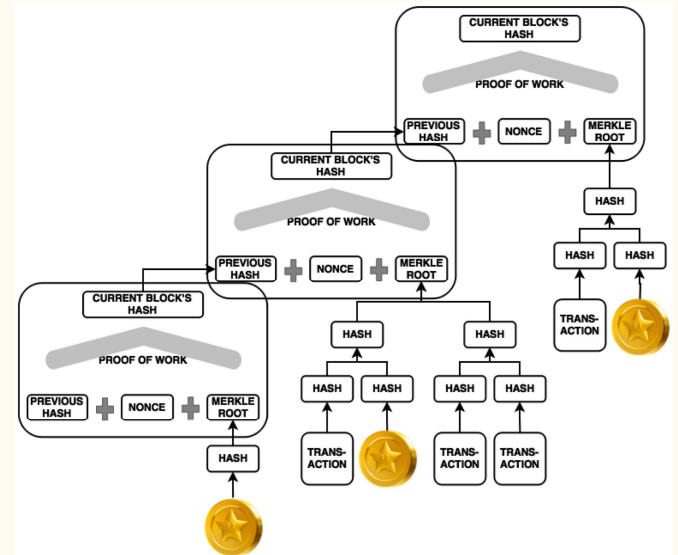 CURRENT BLOCK'S
HASH
PROOF OF WORK
PREVIOUS
HASH
NONCE
MERKLE
ROOT
CURRENT BLOCK'S
HASH
PROOF OF WORK
PREVIOUS
HASH
NONCE
MERKLE
ROOT
HASH
HASH
HASH
TRANS-
ACTION
CURRENT BLOCK'S
HASH
PROOF OF WORK
PREVIOUS
HASH
NONCE
MERKLE
ROOT
HASH
HASH
HASH
HASH
HASH
HASH
TRANS-
ACTION
TRANS-
ACTION
TRANS-
ACTION
HASH